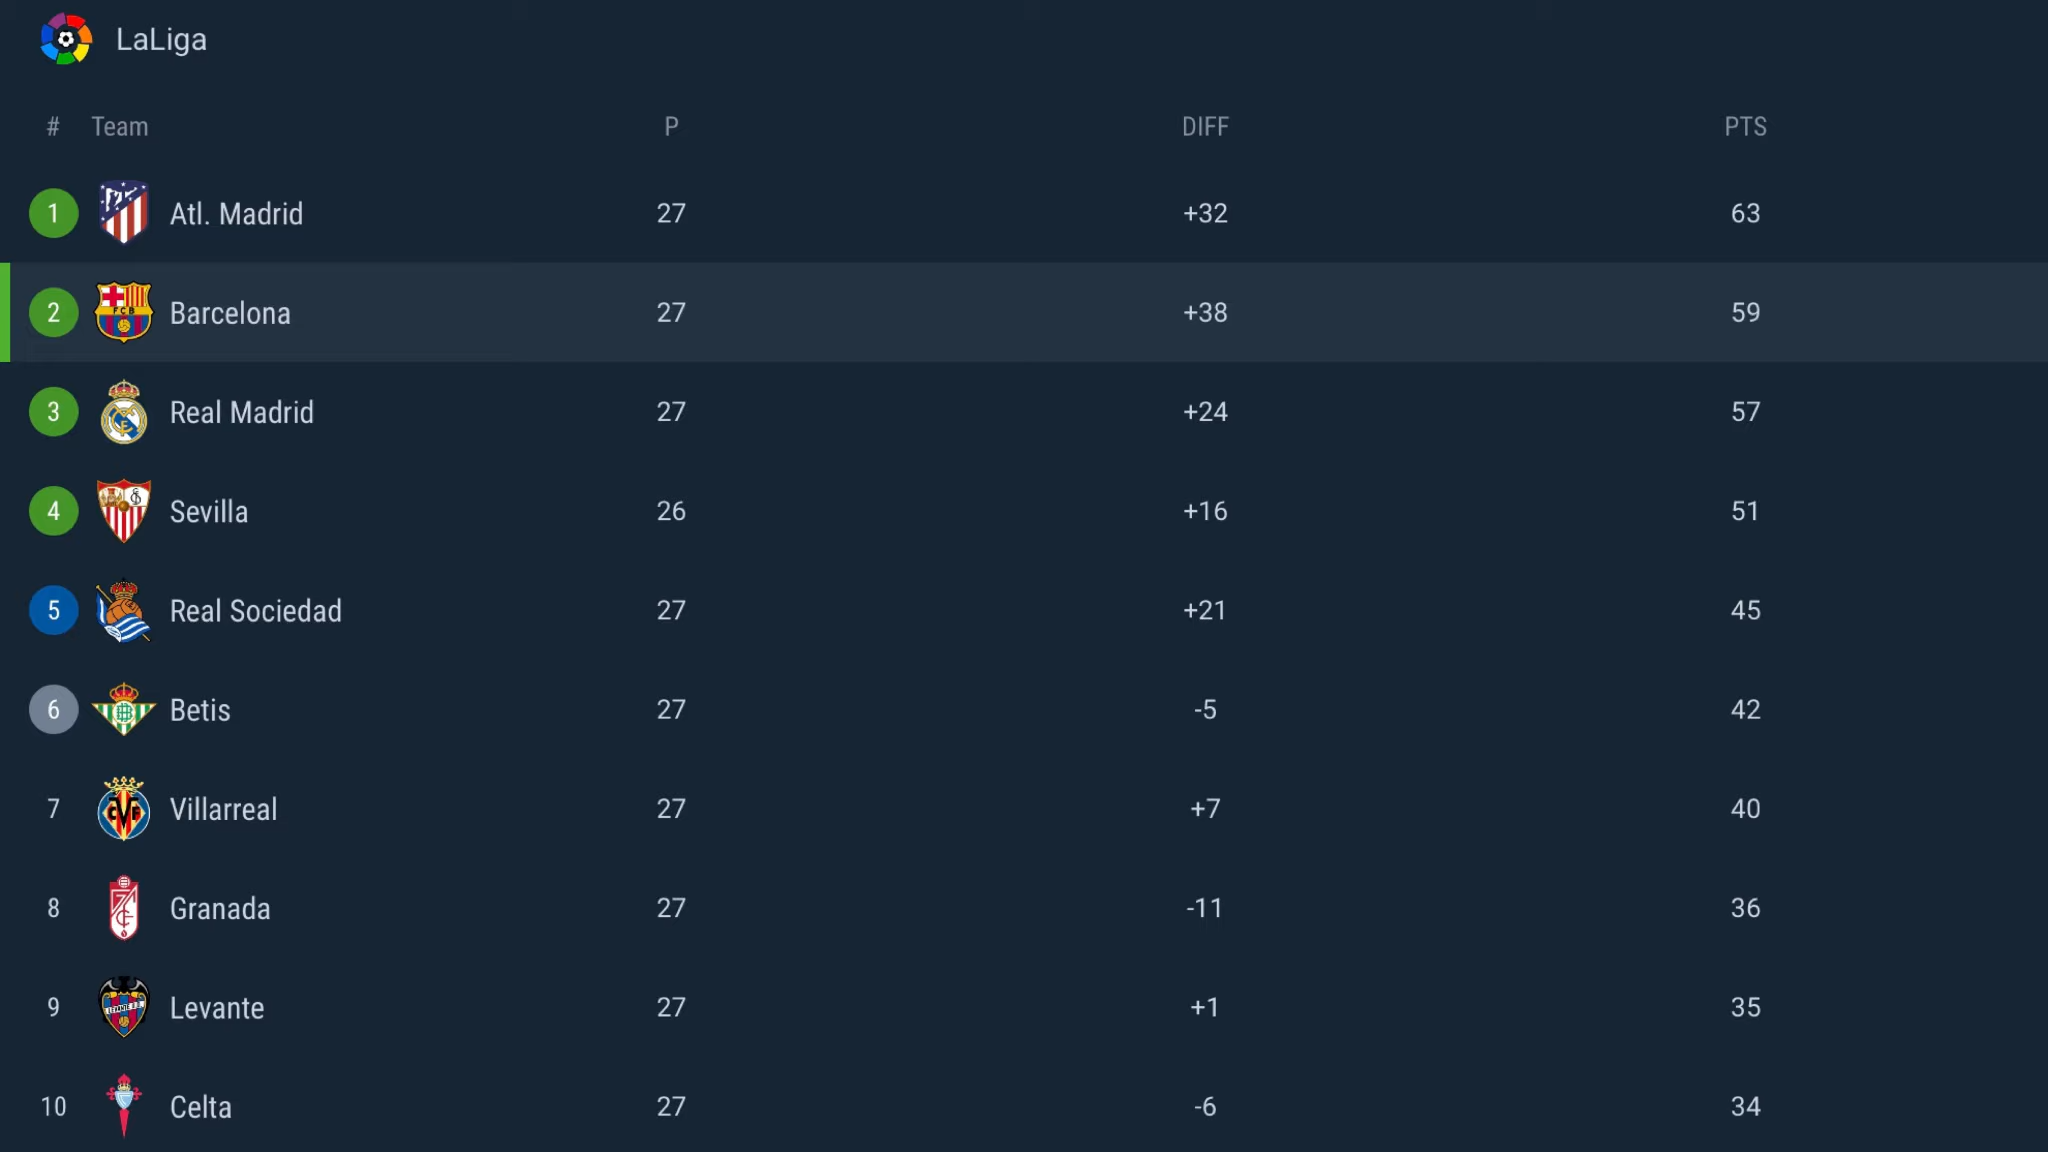 LaLiga
# Team P DIFF PTS
1 Atl. Madrid 27 +32 63
2 Barcelona 27 +38 59
3 Real Madrid 27 +24 57
4 Sevilla 26 +16 51
5 Real Sociedad 27 +21 45
6 Betis 27 -5 42
7 Villarreal 27 +7 40
8 Granada 27 -11 36
9 Levante 27 +1 35
10 Celta 27 -6 34